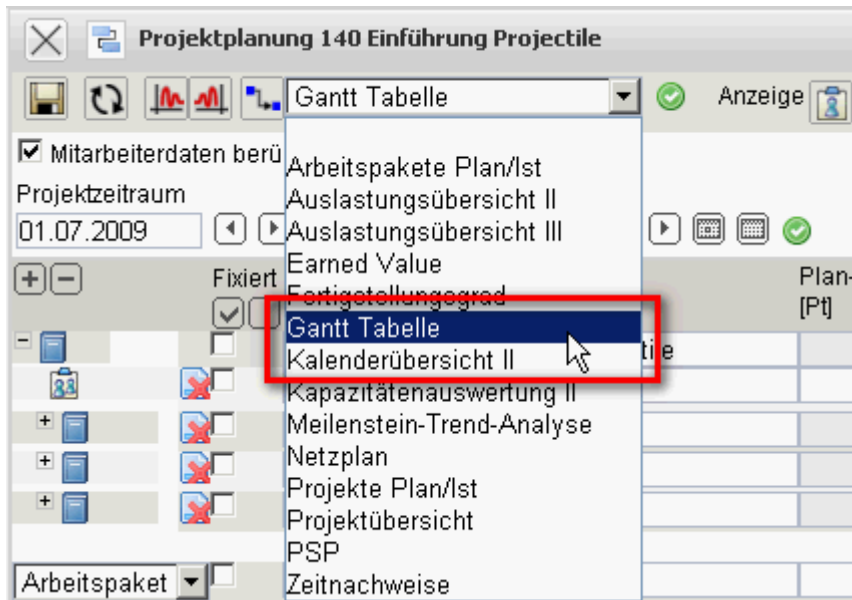 Projektplanung 140 Einführung Projectile
Gantt Tabelle
Anzeige
Mitarbeiterdaten berü
Projektzeitraum
01.07.2009
Fixiert
Plan-
[Pt]
Arbeitspakete Plan/Ist
Auslastungsübersicht II
Auslastungsübersicht III
Earned Value
Fertigstellungsgrad
Gantt Tabelle
Kalenderübersicht II
Kapazitätenauswertung II
Meilenstein-Trend-Analyse
Netzplan
Projekte Plan/Ist
Projektübersicht
PSP
Zeitnachweise
tile
Arbeitspaket